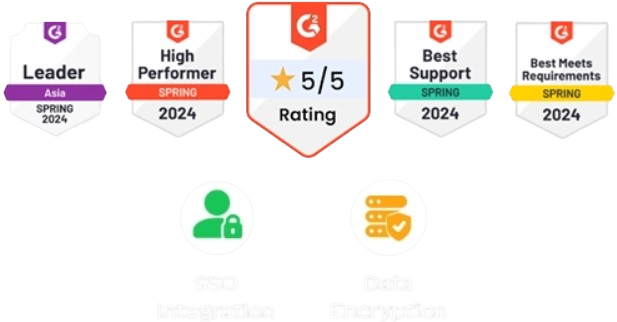 Leader
Asia
SPRING
2024
High
Performer
SPRING
2024
G2
5/5
Rating
Best
Support
SPRING
2024
Best Meets
Requirements
SPRING
2024
SSO
Integration
Data
Encryption